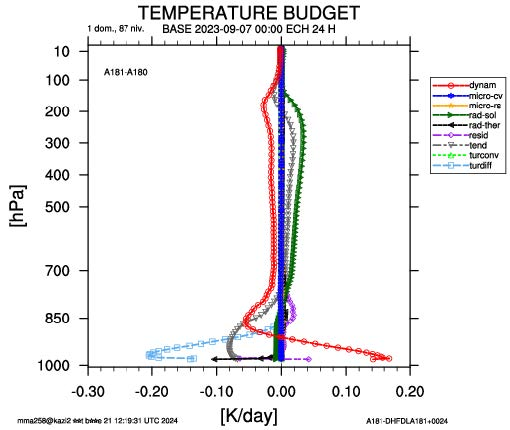 TEMPERATURE BUDGET
1 dom., 87 niv.
BASE 2023-09-07 00:00 ECH 24 H
A181-A180
10
100
200
300
400
500
700
850
1000
[hPa]
-0.30
-0.20
-0.10
0.00
0.10
0.20
[K/day]
dynam
micro-cv
micro-rs
rad-sol
rad-ther
resid
tend
turconv
turdiff
mma258@kazi2
21 12:19:31 UTC 2024
A181-DHFDLA181+0024